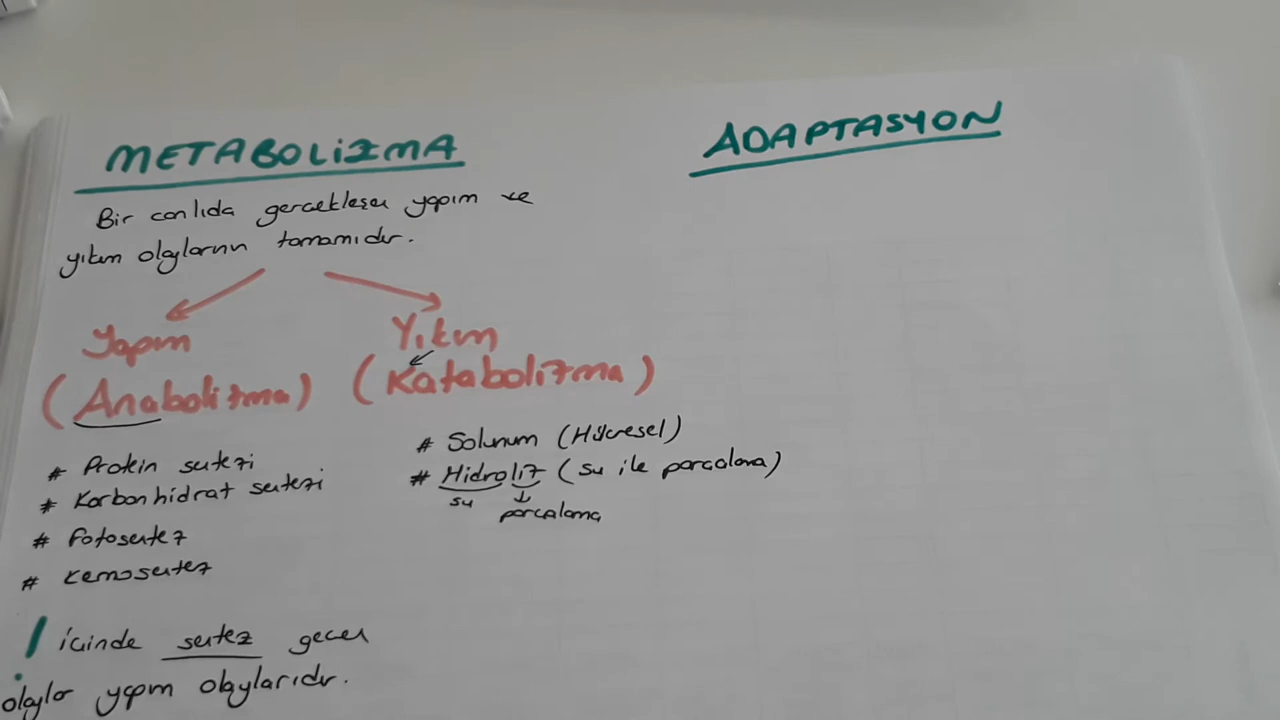 METABOLİZMA
Bir canlıda gerçekleşen yapım ve
yıkım olaylarının tamamıdır.
Yapım
(Anabolizma)
# Protein sentezi
# Karbonhidrat sentezi
# Fotosentez
# Kemosentez
! içinde sentez geçen
olaylar yapım olaylarıdır.
Yıkım
(Katabolizma)
# Solunum (Hücresel)
# Hidroliz (su ile parçalama)
su
parçalama
ADAPTASYON